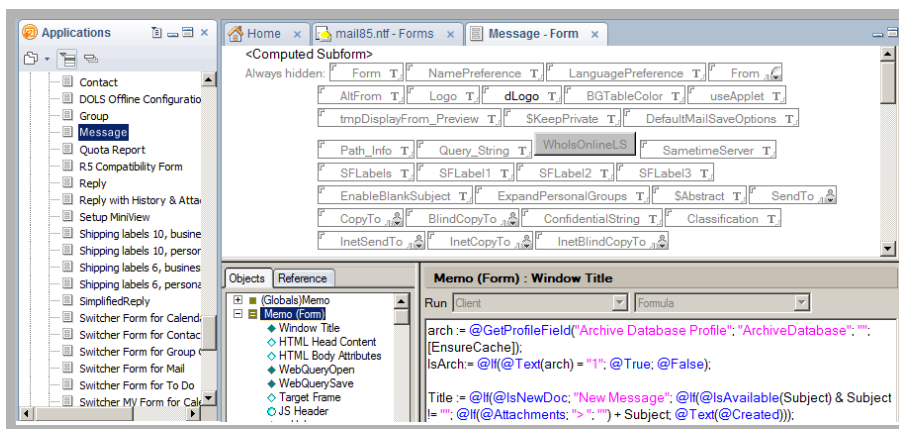 Applications
Home
mail85.ntf - Forms
Message - Form
Contact
DOLS Offline Configuratio
Group
Message
Quota Report
R5 Compatibility Form
Reply
Reply with History & Atta
Setup MiniView
Shipping labels 10, busine
Shipping labels 10, person
Shipping labels 6, busines
Shipping labels 6, persona
SimplifiedReply
Switcher Form for Calenda
Switcher Form for Contac
Switcher Form for Group
Switcher Form for Mail
Switcher Form for To Do
Switcher MV Form for Cale
<Computed Subform>
Always hidden: Form T NamePreference T LanguagePreference T From
AltFrom T Logo T dLogo T BGTableColor T useApplet T
tmpDisplayFrom_Preview T $KeepPrivate T DefaultMailSaveOptions T
Path_Info T Query_String T WhoIsOnlineLS SametimeServer T
SFLabels T SFLabel1 T SFLabel2 T SFLabel3 T
EnableBlankSubject T ExpandPersonalGroups T $Abstract T SendTo
CopyTo BlindCopyTo ConfidentialString T Classification T
InetSendTo InetCopyTo InetBlindCopyTo
Objects Reference
(Globals)Memo
Memo (Form)
Window Title
HTML Head Content
HTML Body Attributes
WebQueryOpen
WebQuerySave
Target Frame
JS Header
Memo (Form) : Window Title
Run Client Formula
arch := @GetProfileField("Archive Database Profile"; "ArchiveDatabase"; "";
[EnsureCache]);
IsArch:= @If(@Text(arch) = "1"; @True; @False);
Title := @If(@IsNewDoc; "New Message"; @If(@IsAvailable(Subject) & Subject
!= ""; @If(@Attachments; "> "; "") + Subject; @Text(@Created)));